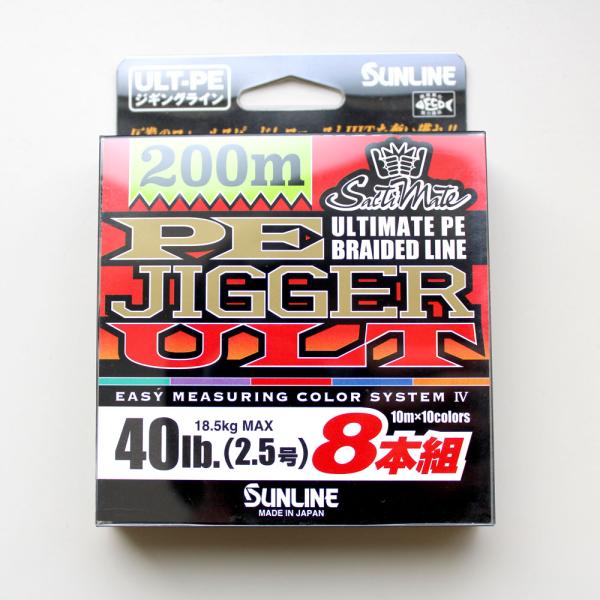 ULT-PE
ジギングライン
SUNLINE
200m
SaltiMate
ULTIMATE PE
BRAIDED LINE
PE
JIGGER
ULT
EASY MEASURING COLOR SYSTEM IV
10m×10colors
18.5kg MAX
40lb.(2.5号)
8本組
SUNLINE
MADE IN JAPAN